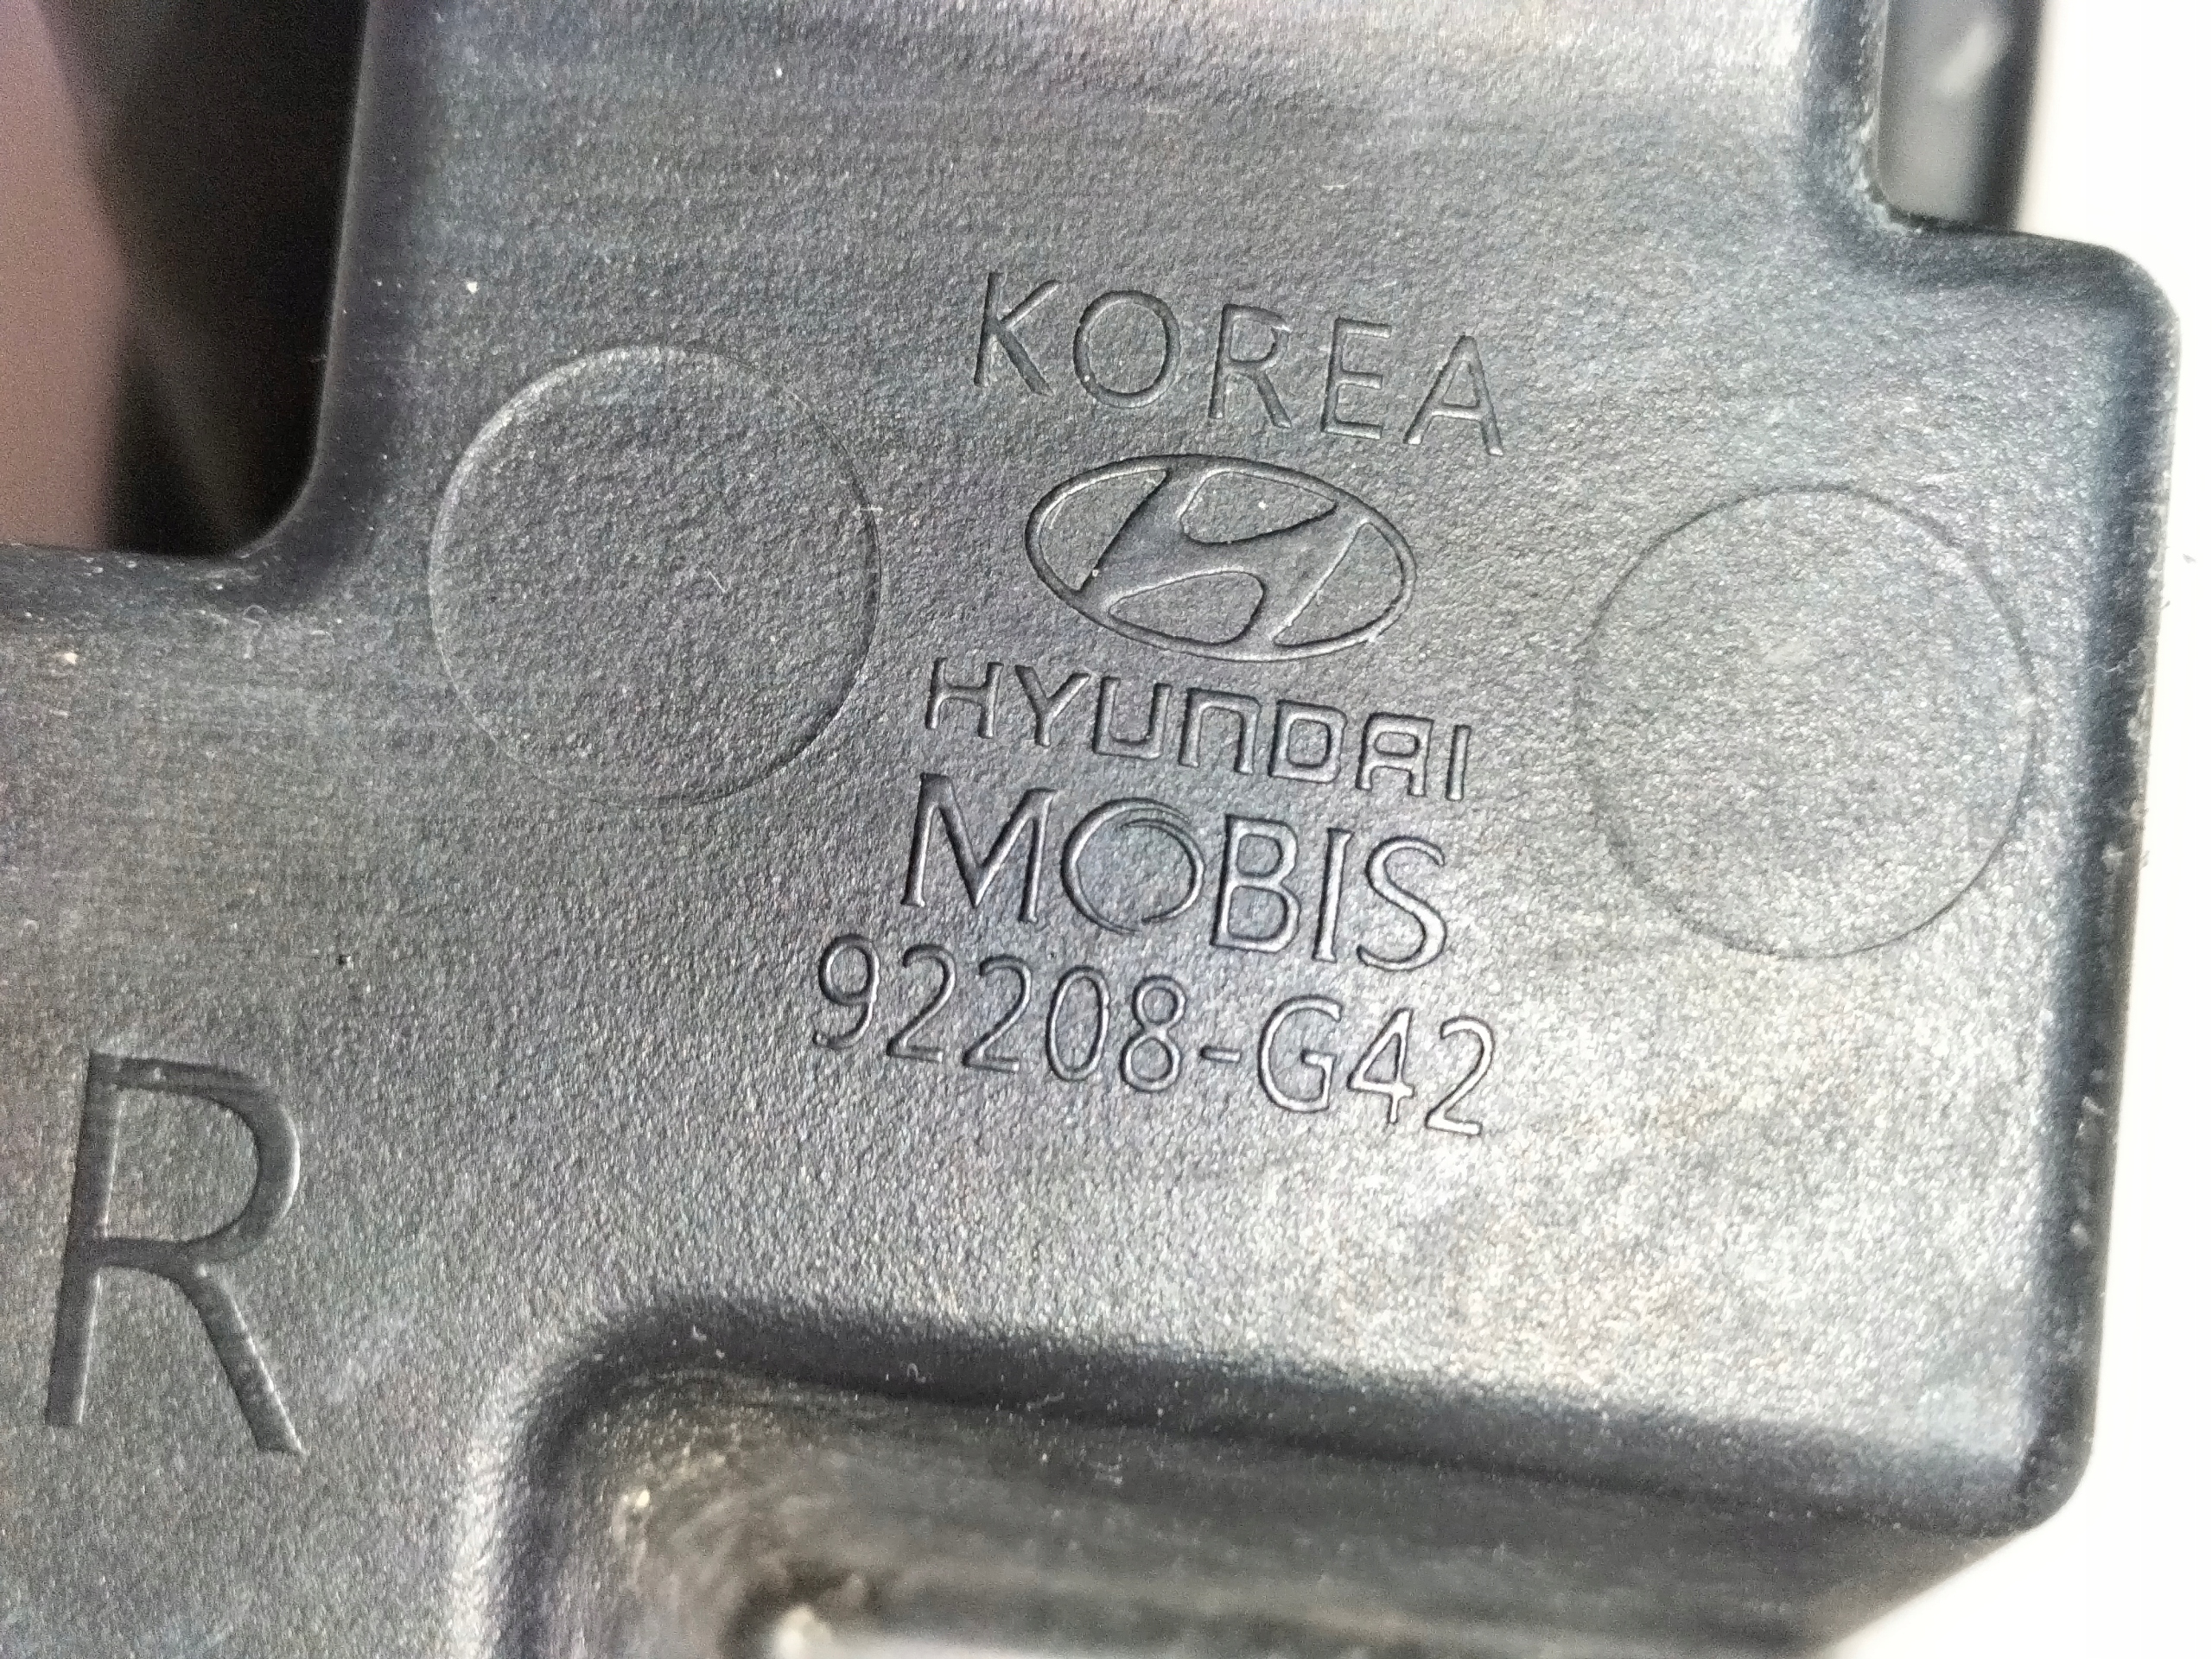 KOREA
HYUNDAI
MOBIS
92208-G42
R